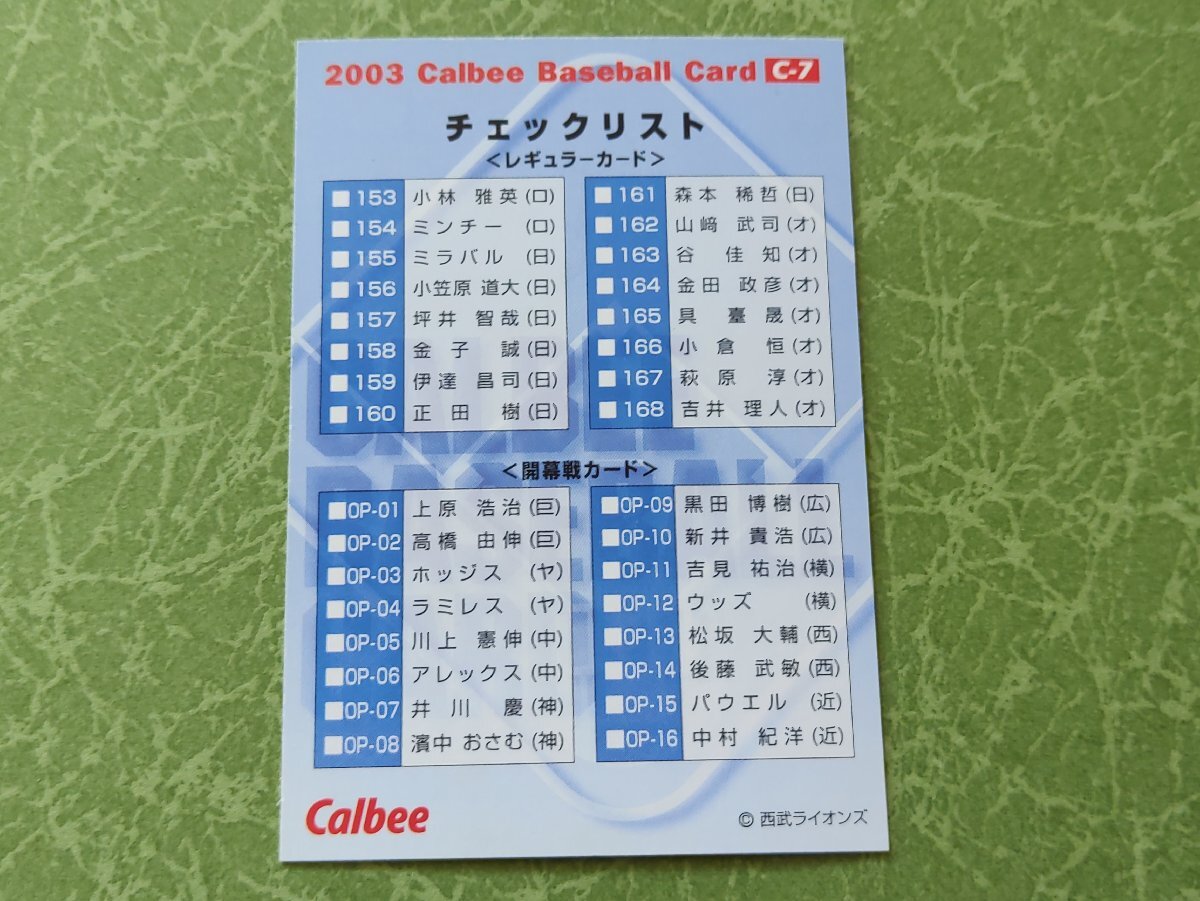 2003 Calbee Baseball Card C-7
チェックリスト
<レギュラーカード>
153 小林 雅英 (ロ)
154 ミンチー (ロ)
155 ミラバル (日)
156 小笠原 道大 (日)
157 坪井 智哉 (日)
158 金子 誠 (日)
159 伊達 昌司 (日)
160 正田 樹 (日)
161 森本 稀哲 (日)
162 山﨑 武司 (オ)
163 谷 佳知 (オ)
164 金田 政彦 (オ)
165 具 臺晟 (オ)
166 小倉 恒 (オ)
167 萩原 淳 (オ)
168 吉井 理人 (オ)
<開幕戦カード>
OP-01 上原 浩治 (巨)
OP-02 高橋 由伸 (巨)
OP-03 ホッジス (ヤ)
OP-04 ラミレス (ヤ)
OP-05 川上 憲伸 (中)
OP-06 アレックス (中)
OP-07 井川 慶 (神)
OP-08 濱中 おさむ (神)
OP-09 黒田 博樹 (広)
OP-10 新井 貴浩 (広)
OP-11 吉見 祐治 (横)
OP-12 ウッズ (横)
OP-13 松坂 大輔 (西)
OP-14 後藤 武敏 (西)
OP-15 パウエル (近)
OP-16 中村 紀洋 (近)
Calbee
© 西武ライオンズ